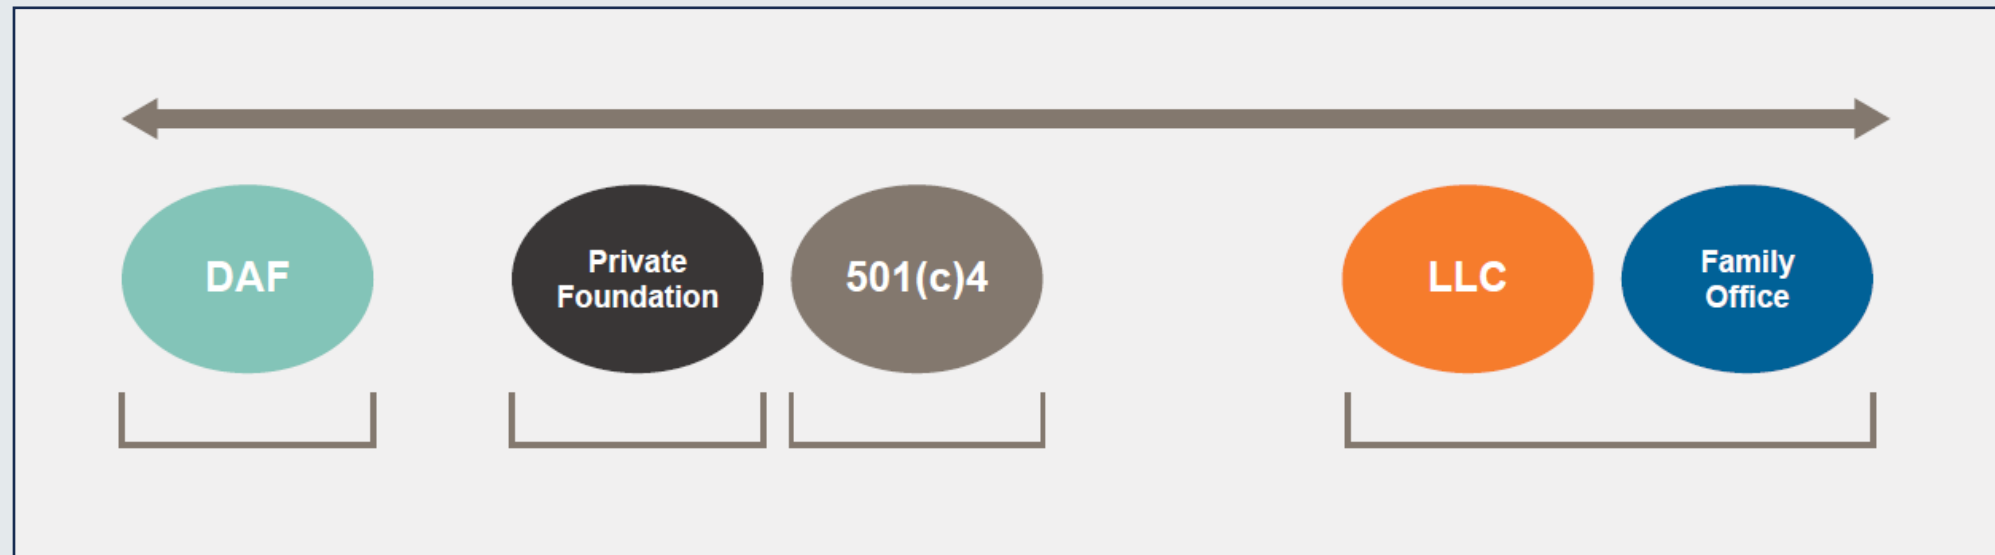 DAF
Private
Foundation
501(c)4
LLC
Family
Office